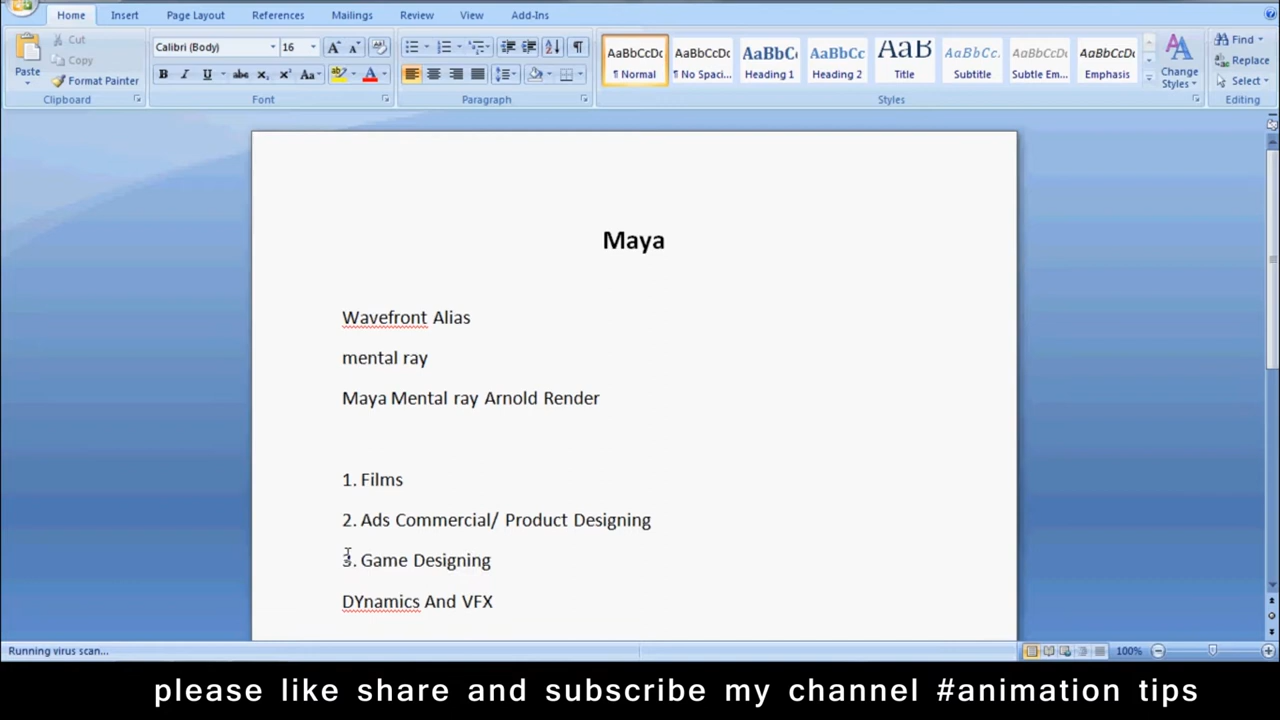 Home Insert Page Layout References Mailings Review View Add-Ins
Cut
Copy
Paste
Format Painter
Clipboard
Calibri (Body) 16
Font
Paragraph
AaBbCcDc AaBbCcDc AaBbC AaBbCc AaB AaBbCc. AaBbCcDc AaBbCcDc
¶ Normal ¶ No Spaci... Heading 1 Heading 2 Title Subtitle Subtle Em... Emphasis
Change Styles
Styles
Find
Replace
Select
Editing
Maya
Wavefront Alias
mental ray
Maya Mental ray Arnold Render
1. Films
2. Ads Commercial/ Product Designing
3. Game Designing
DYnamics And VFX
Running virus scan...
100%
please like share and subscribe my channel #animation tips